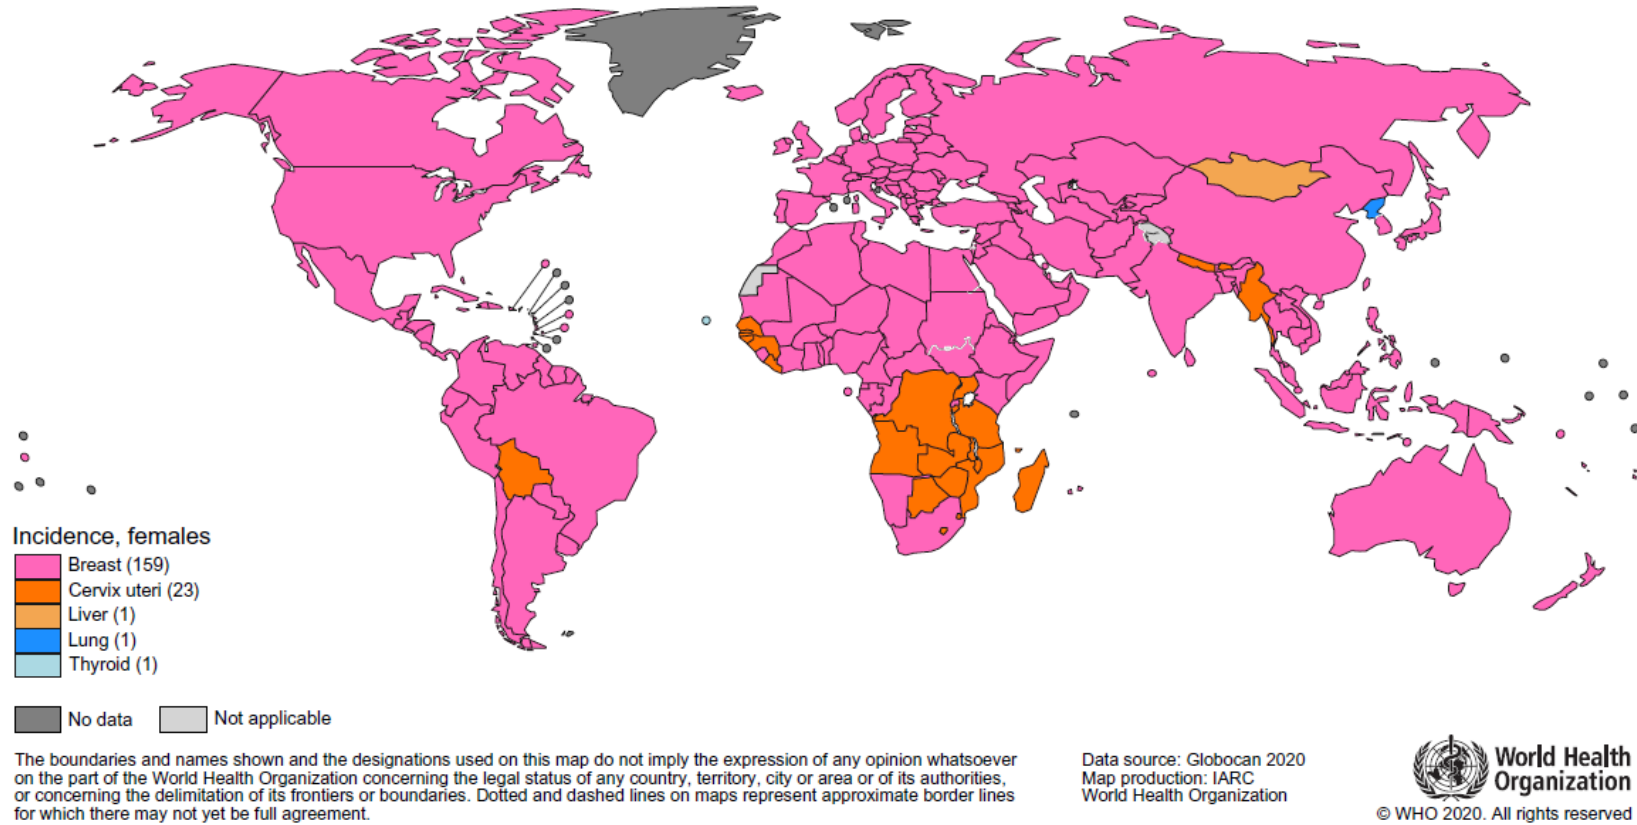 Incidence, females
Breast (159)
Cervix uteri (23)
Liver (1)
Lung (1)
Thyroid (1)
No data
Not applicable
The boundaries and names shown and the designations used on this map do not imply the expression of any opinion whatsoever
on the part of the World Health Organization concerning the legal status of any country, territory, city or area or of its authorities,
or concerning the delimitation of its frontiers or boundaries. Dotted and dashed lines on maps represent approximate border lines
for which there may not yet be full agreement.
Data source: Globocan 2020
Map production: IARC
World Health Organization
World Health
Organization
© WHO 2020. All rights reserved